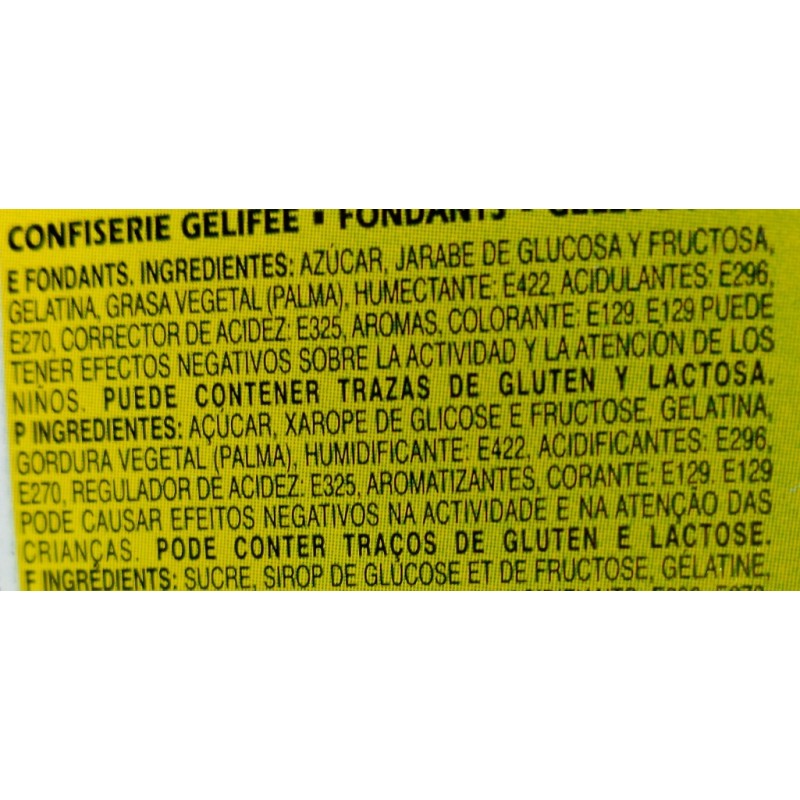 CONFISERIE GELIFEE • FONDANTS •
E FONDANTS. INGREDIENTES: AZÚCAR, JARABE DE GLUCOSA Y FRUCTOSA,
GELATINA, GRASA VEGETAL (PALMA), HUMECTANTE: E422, ACIDULANTES: E296,
E270, CORRECTOR DE ACIDEZ: E325, AROMAS, COLORANTE: E129. E129 PUEDE
TENER EFECTOS NEGATIVOS SOBRE LA ACTIVIDAD Y LA ATENCIÓN DE LOS
NIÑOS. PUEDE CONTENER TRAZAS DE GLUTEN Y LACTOSA.
P INGREDIENTES: AÇÚCAR, XAROPE DE GLICOSE E FRUCTOSE, GELATINA,
GORDURA VEGETAL (PALMA), HUMIDIFICANTE: E422, ACIDIFICANTES: E296,
E270, REGULADOR DE ACIDEZ: E325, AROMATIZANTES, CORANTE: E129. E129
PODE CAUSAR EFEITOS NEGATIVOS NA ACTIVIDADE E NA ATENÇÃO DAS
CRIANÇAS. PODE CONTER TRAÇOS DE GLUTEN E LACTOSE.
F INGRÉDIENTS: SUCRE, SIROP DE GLUCOSE ET DE FRUCTOSE, GÉLATINE,